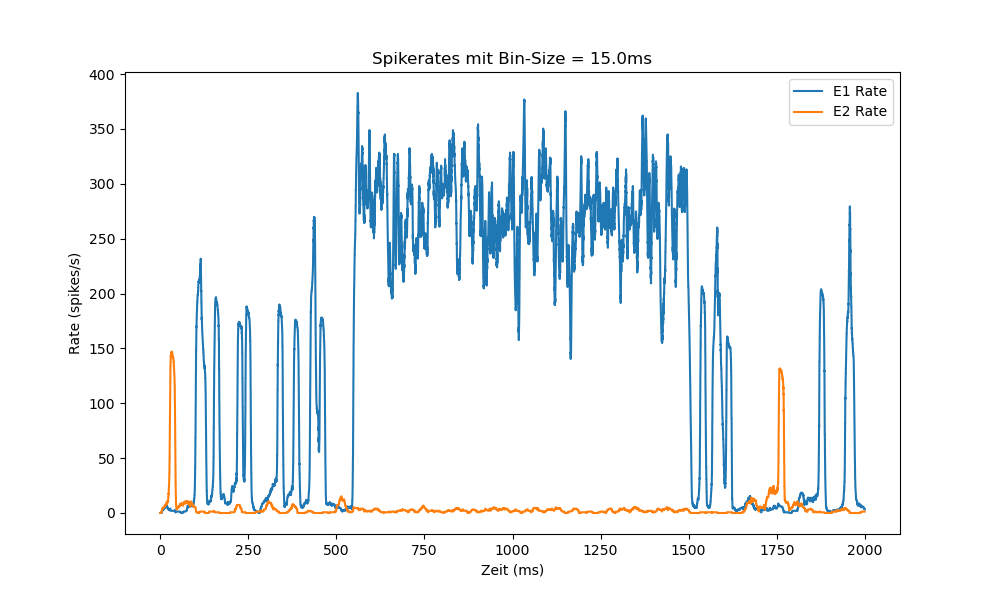 Spikerates mit Bin-Size = 15.0ms
E1 Rate
E2 Rate
Rate (spikes/s)
400
350
300
250
200
150
100
50
0
0 250 500 750 1000 1250 1500 1750 2000
Zeit (ms)